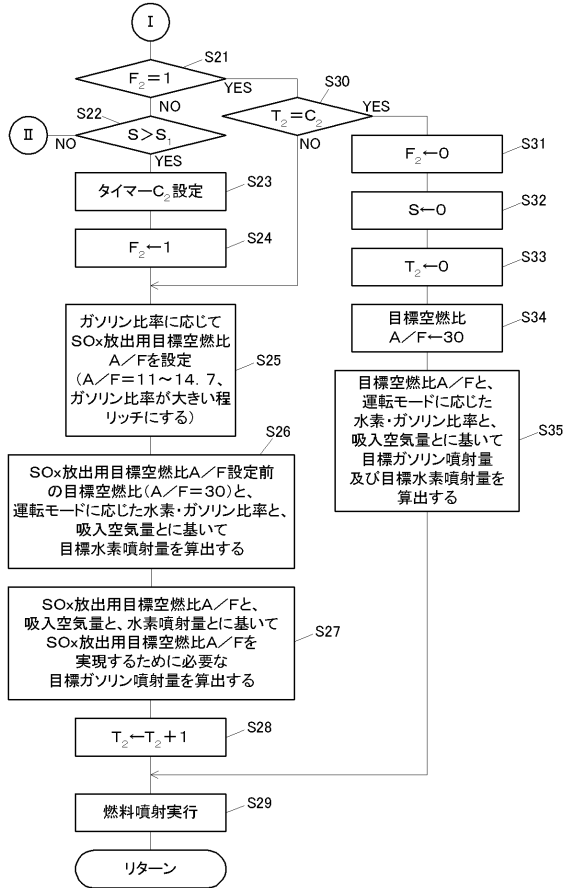 I
S21
F₂＝1
YES
NO
S30
T₂＝C₂
YES
NO
S22
S＞S₁
II
NO
YES
S23
タイマーC₂設定
S24
F₂←1
S31
F₂←0
S32
S←0
S33
T₂←0
S34
目標空燃比
A／F←30
ガソリン比率に応じて
SOx放出用目標空燃比
A／Fを設定
（A／F＝11～14．7、
ガソリン比率が大きい程
リッチにする）
S25
目標空燃比A／Fと、
運転モードに応じた
水素・ガソリン比率と、
吸入空気量とに基いて
目標ガソリン噴射量
及び目標水素噴射量を
算出する
S35
S26
SOx放出用目標空燃比A／F設定前
の目標空燃比（A／F＝30）と、
運転モードに応じた水素・ガソリン比率と、
吸入空気量とに基いて
目標水素噴射量を算出する
SOx放出用目標空燃比A／Fと、
吸入空気量と、水素噴射量とに基いて
SOx放出用目標空燃比A／Fを
実現するために必要な
目標ガソリン噴射量を算出する
S27
S28
T₂←T₂＋1
S29
燃料噴射実行
リターン